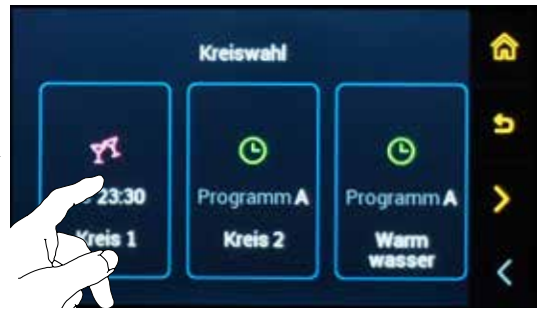 Kreiswahl
23:30
Kreis 1
Programm A
Kreis 2
Programm A
Warm
wasser